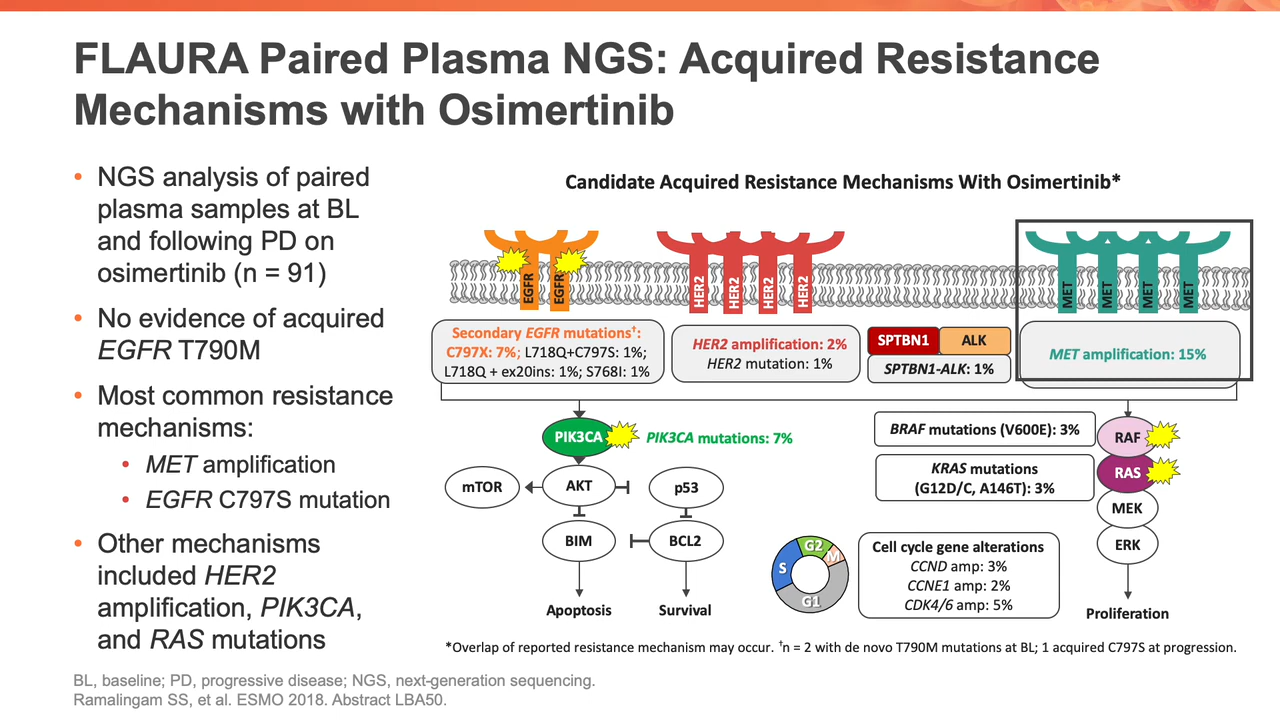 FLAURA Paired Plasma NGS: Acquired Resistance
Mechanisms with Osimertinib
• NGS analysis of paired
plasma samples at BL
and following PD on
osimertinib (n = 91)
• No evidence of acquired
EGFR T790M
• Most common resistance
mechanisms:
• MET amplification
• EGFR C797S mutation
• Other mechanisms
included HER2
amplification, PIK3CA,
and RAS mutations
Candidate Acquired Resistance Mechanisms With Osimertinib*
EGFR
EGFR
HER2
HER2
HER2
HER2
MET
MET
MET
MET
Secondary EGFR mutations†:
C797X: 7%; L718Q+C797S: 1%;
L718Q + ex20ins: 1%; S768I: 1%
HER2 amplification: 2%
HER2 mutation: 1%
SPTBN1
ALK
SPTBN1-ALK: 1%
MET amplification: 15%
PIK3CA
PIK3CA mutations: 7%
mTOR
AKT
p53
BIM
BCL2
Apoptosis
Survival
BRAF mutations (V600E): 3%
KRAS mutations
(G12D/C, A146T): 3%
RAF
RAS
MEK
ERK
Proliferation
G2
M
S
G1
Cell cycle gene alterations
CCND amp: 3%
CCNE1 amp: 2%
CDK4/6 amp: 5%
*Overlap of reported resistance mechanism may occur. †n = 2 with de novo T790M mutations at BL; 1 acquired C797S at progression.
BL, baseline; PD, progressive disease; NGS, next-generation sequencing.
Ramalingam SS, et al. ESMO 2018. Abstract LBA50.